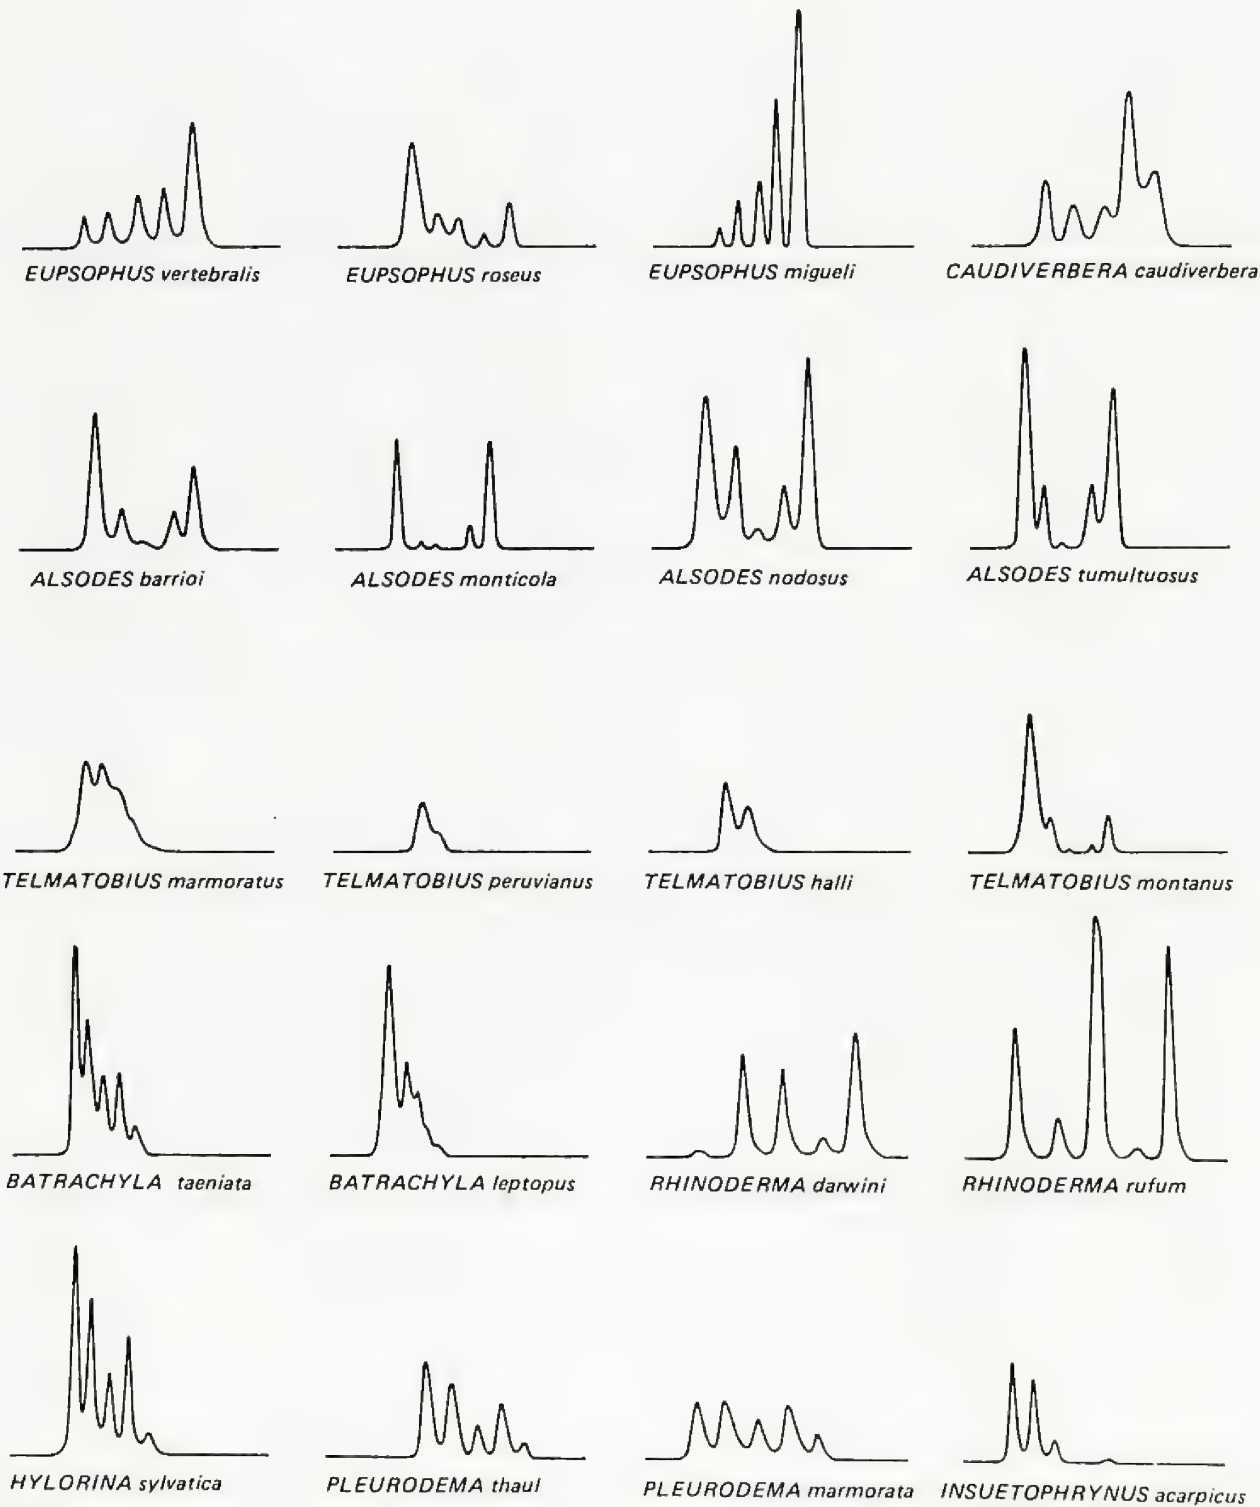 EUPSOPHUS vertebralis
EUPSOPHUS roseus
EUPSOPHUS migueli
CAUDIVERBERA caudiverbera
ALSODES barrioi
ALSODES monticola
ALSODES nodosus
ALSODES tumultuosus
TELMATOBIUS marmoratus
TELMATOBIUS peruvianus
TELMATOBIUS halli
TELMATOBIUS montanus
BATRACHYLA taeniata
BATRACHYLA leptopus
RHINODERMA darwini
RHINODERMA rufum
HYLORINA sylvatica
PLEURODEMA thaul
PLEURODEMA marmorata
INSUETOPHRYNUS acarpicus